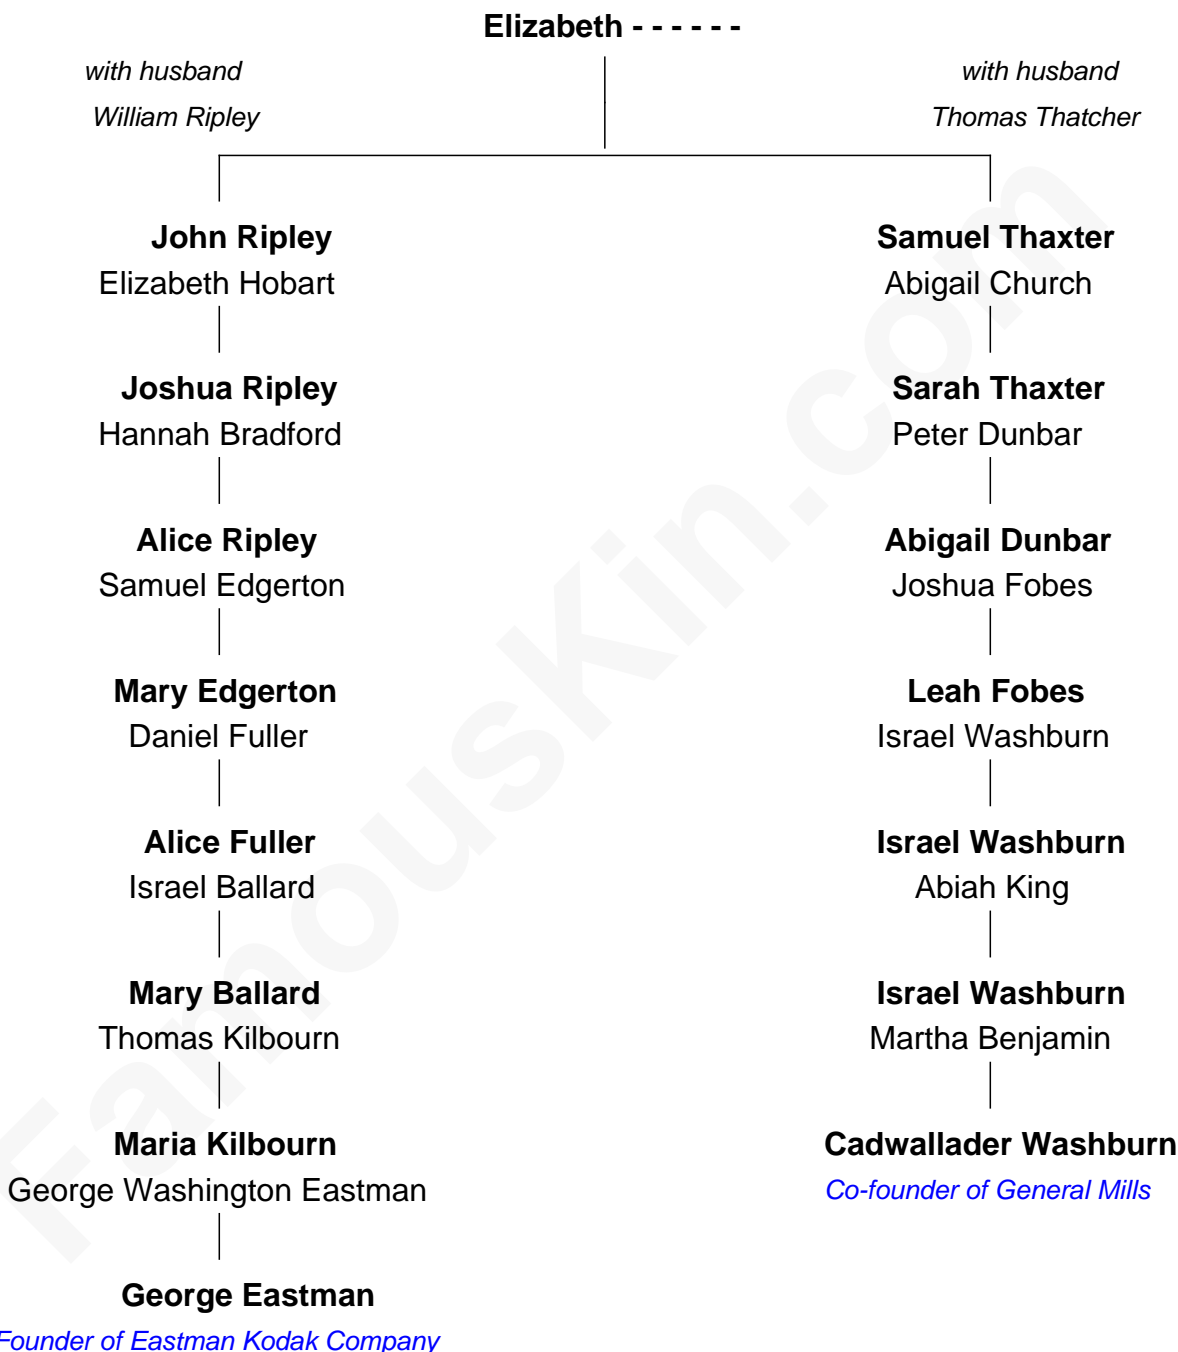 Elizabeth - - - - - -
with husband
William Ripley
with husband
Thomas Thatcher
John Ripley
Elizabeth Hobart
Samuel Thaxter
Abigail Church
Joshua Ripley
Hannah Bradford
Sarah Thaxter
Peter Dunbar
Alice Ripley
Samuel Edgerton
Abigail Dunbar
Joshua Fobes
Mary Edgerton
Daniel Fuller
Leah Fobes
Israel Washburn
Alice Fuller
Israel Ballard
Israel Washburn
Abiah King
Mary Ballard
Thomas Kilbourn
Israel Washburn
Martha Benjamin
Maria Kilbourn
George Washington Eastman
Cadwallader Washburn
Co-founder of General Mills
George Eastman
Founder of Eastman Kodak Company
FamousKin.com